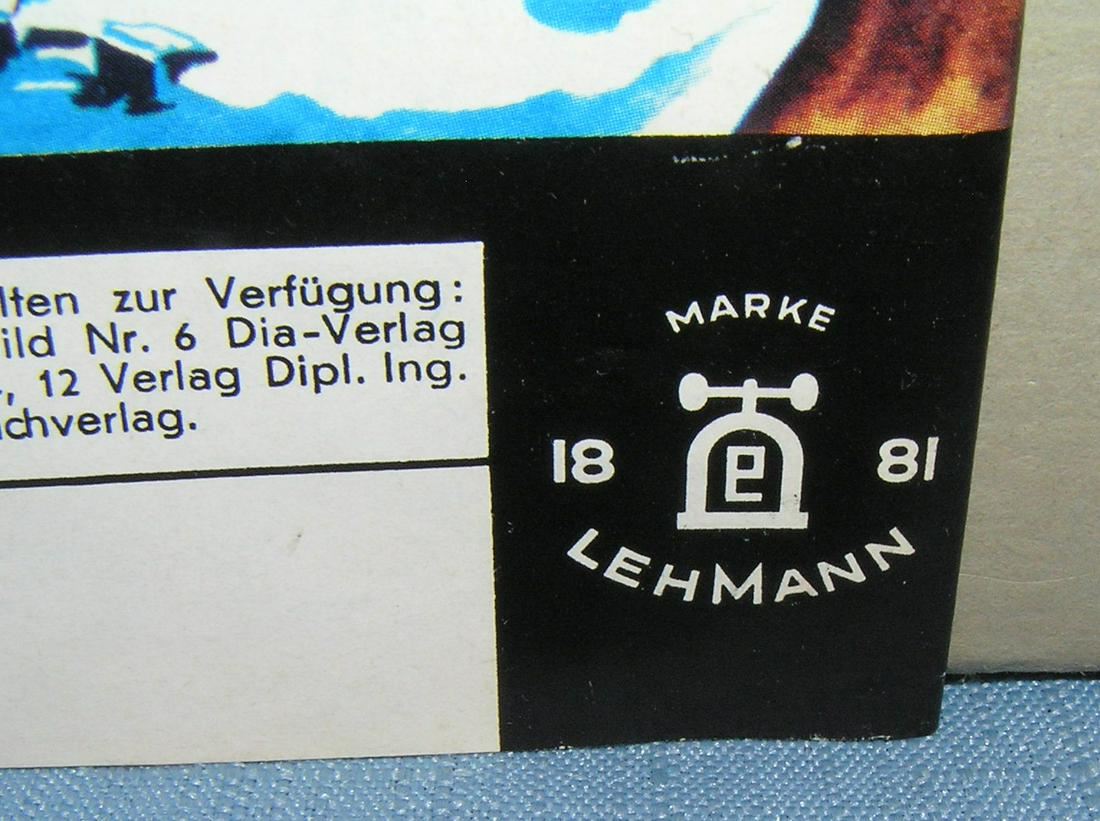 lten zur Verfügung:
ild Nr. 6 Dia-Verlag
, 12 Verlag Dipl. Ing.
chverlag.
MARKE
18 e 81
LEHMANN